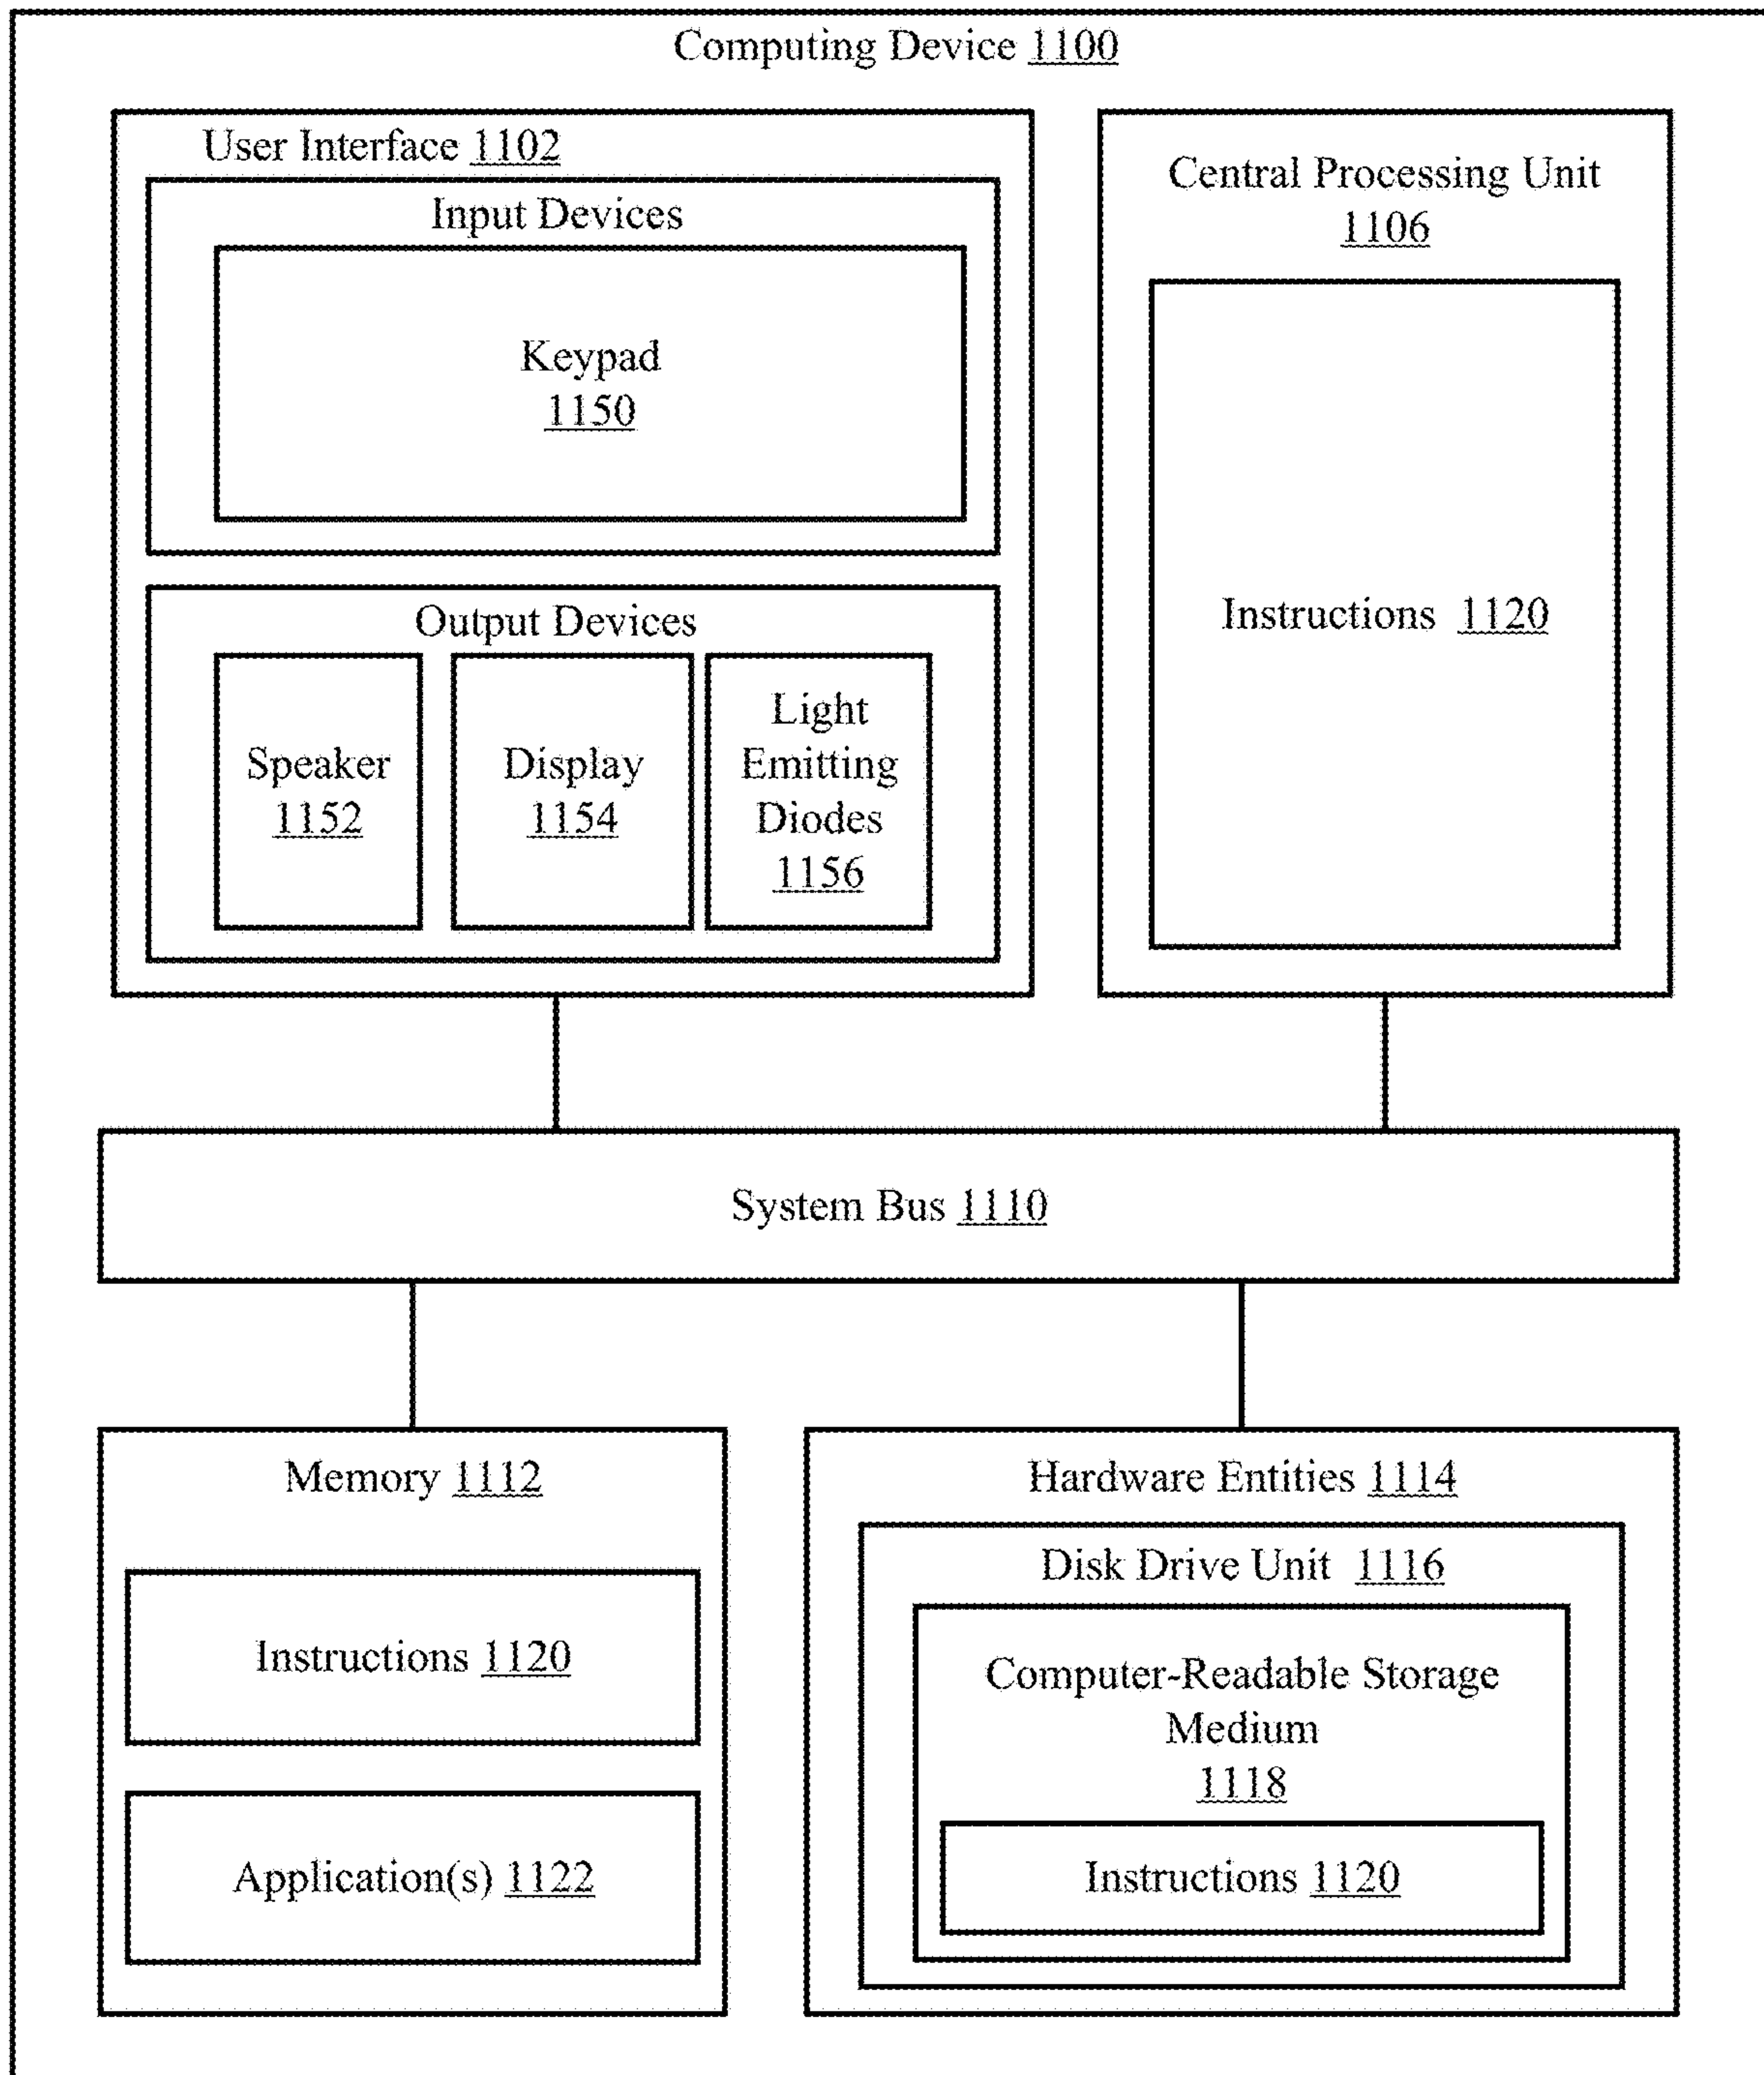 Computing Device 1100
User Interface 1102
Input Devices
Keypad
1150
Output Devices
Speaker
1152
Display
1154
Light
Emitting
Diodes
1156
Central Processing Unit
1106
Instructions 1120
System Bus 1110
Memory 1112
Instructions 1120
Application(s) 1122
Hardware Entities 1114
Disk Drive Unit 1116
Computer-Readable Storage
Medium
1118
Instructions 1120